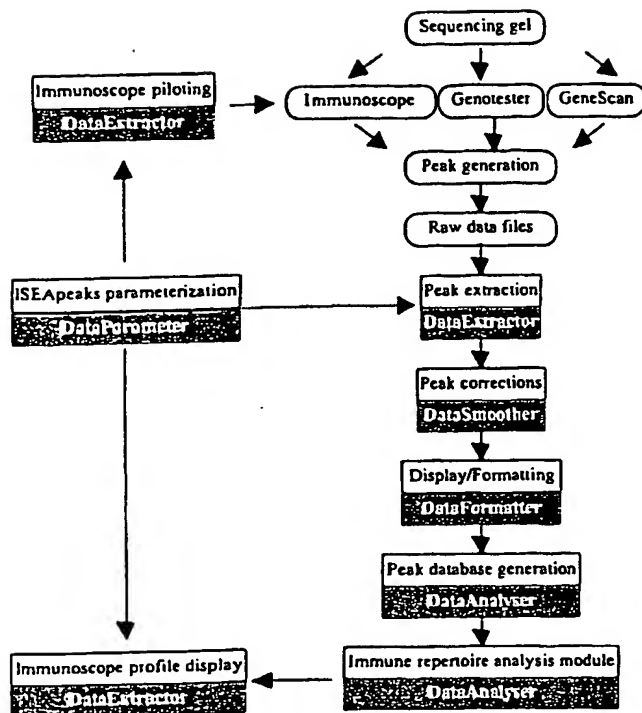 Sequencing gel
Immunoscope piloting
DataExtractor
Immunoscope
Genotester
GeneScan
Peak generation
Raw data files
ISEApeaks parameterization
DataParameter
Peak extraction
DataExtractor
Peak corrections
DataSmoother
Display/Formatting
DataFormatter
Peak database generation
DataAnalyser
Immunoscope profile display
DataExtractor
Immune repertoire analysis module
DataAnalyser